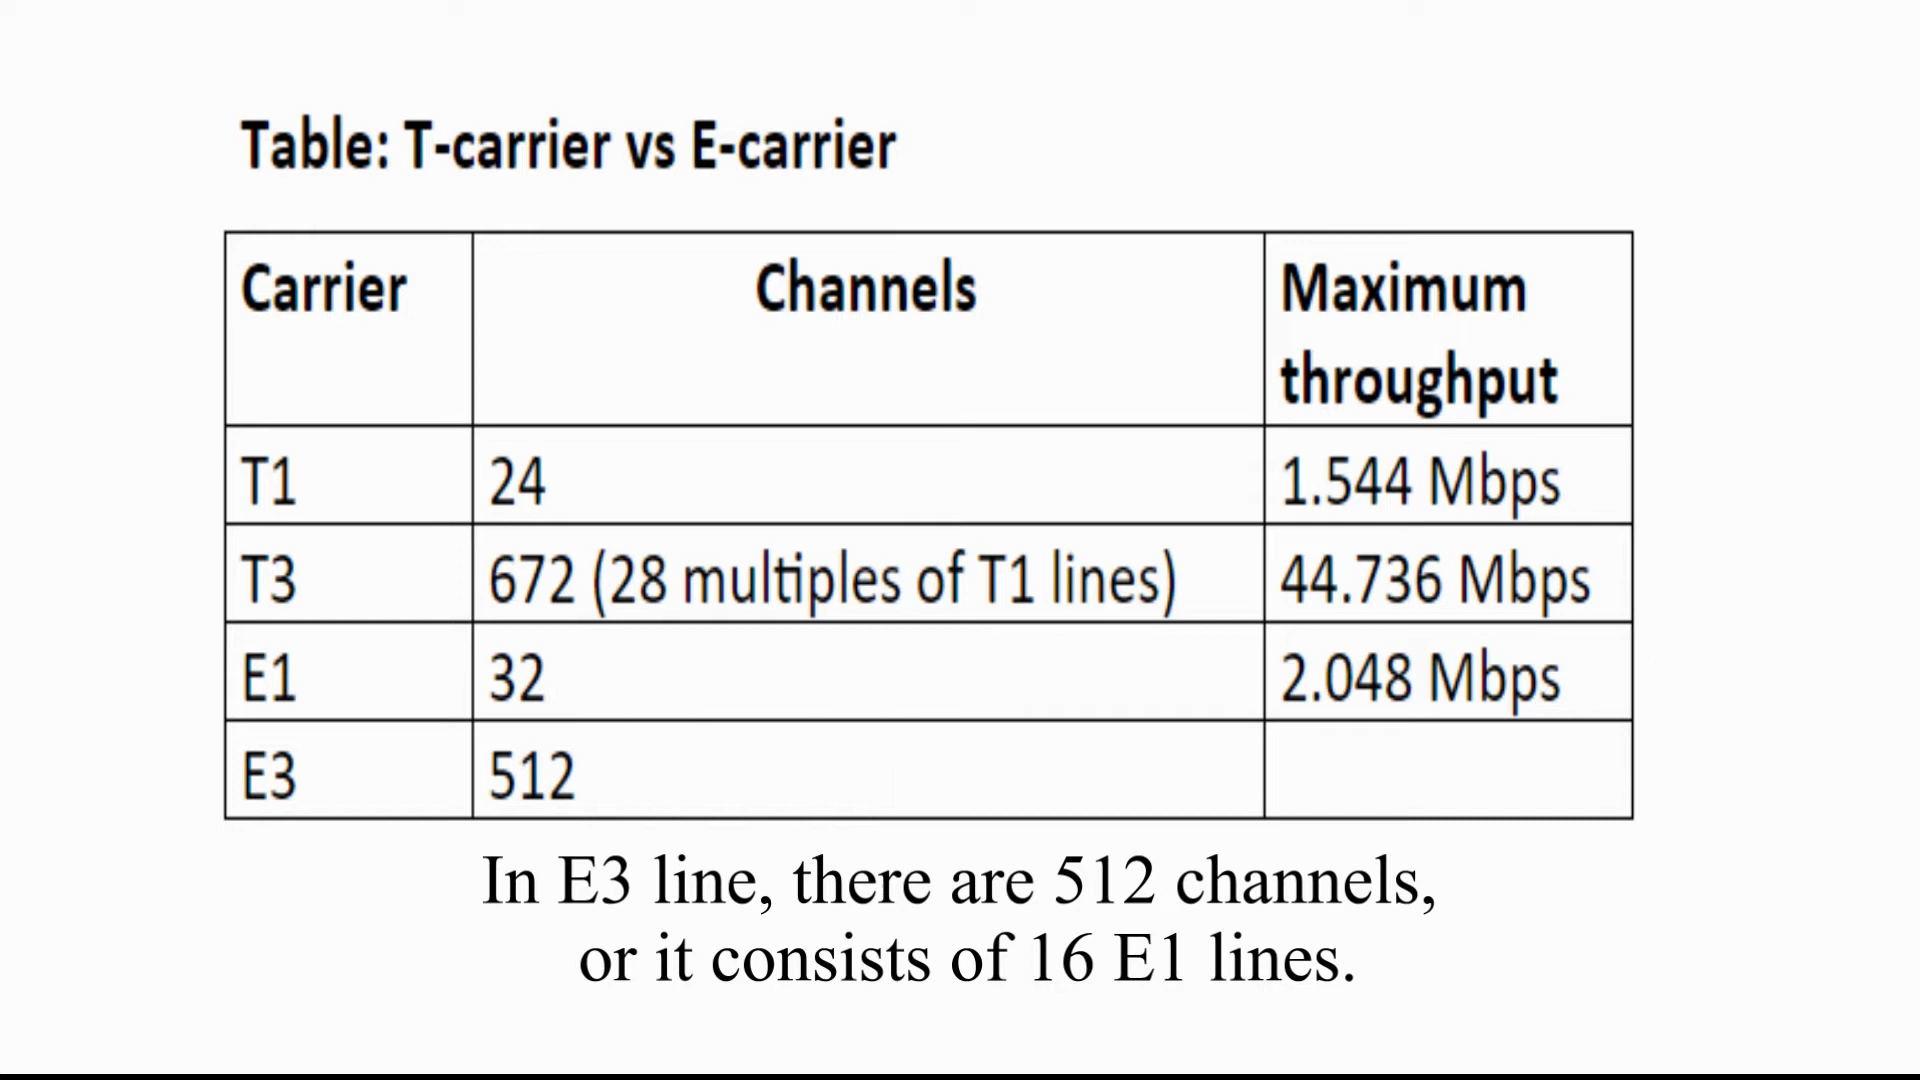 Table: T-carrier vs E-carrier
Carrier Channels Maximum throughput
T1 24 1.544 Mbps
T3 672 (28 multiples of T1 lines) 44.736 Mbps
E1 32 2.048 Mbps
E3 512
In E3 line, there are 512 channels,
or it consists of 16 E1 lines.